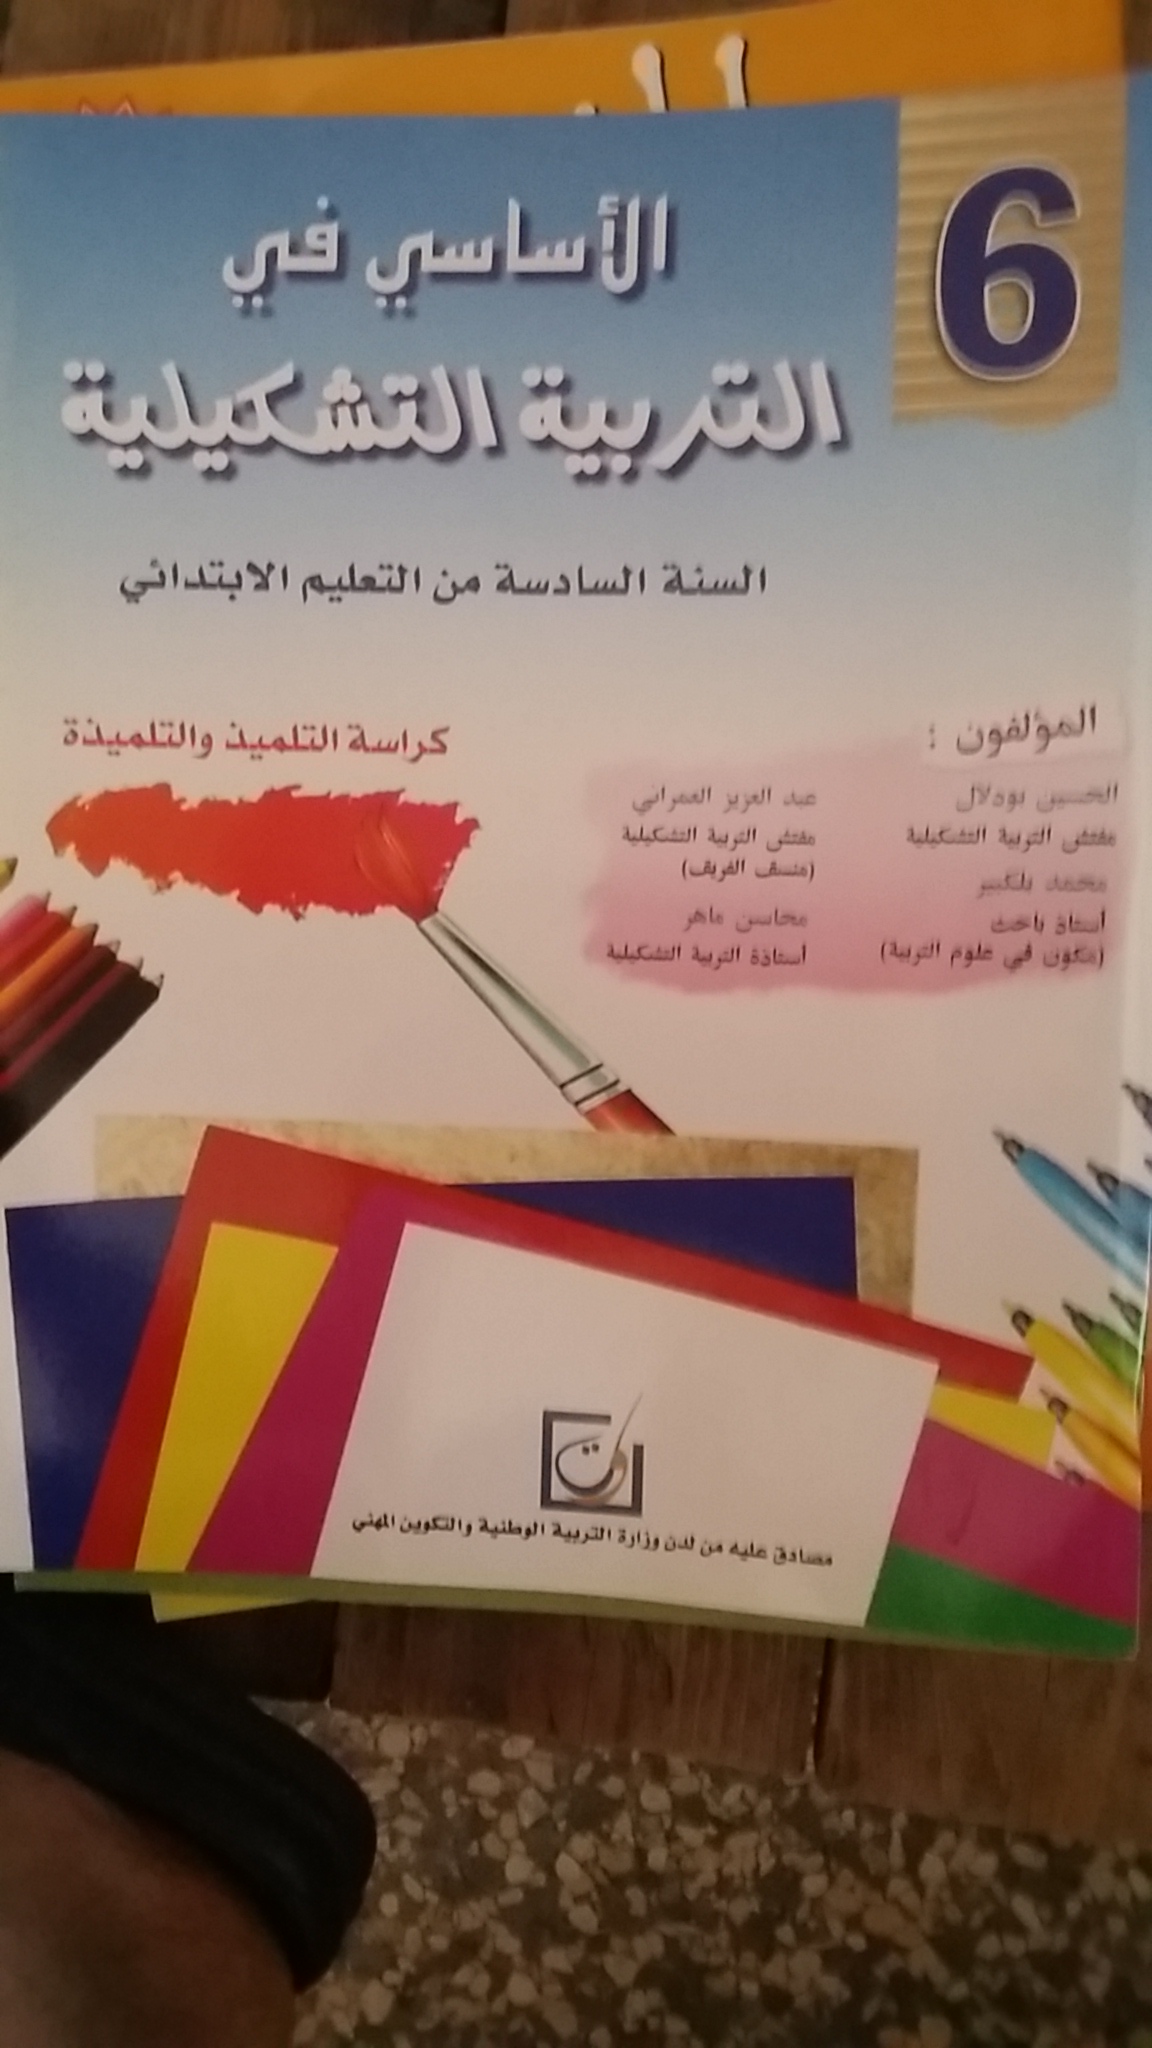 6
الأساسي في
التربية التشكيلية
السنة السادسة من التعليم الابتدائي
المؤلفون :
الحسين بودلال
مفتش التربية التشكيلية
محمد بلكبير
أستاذ باحث
(مكون في علوم التربية)
عبد العزيز العمراني
مفتش التربية التشكيلية
(منسق الفريق)
محاسن ماهر
أستاذة التربية التشكيلية
كراسة التلميذ والتلميذة
مصادق عليه من لدن وزارة التربية الوطنية والتكوين المهني